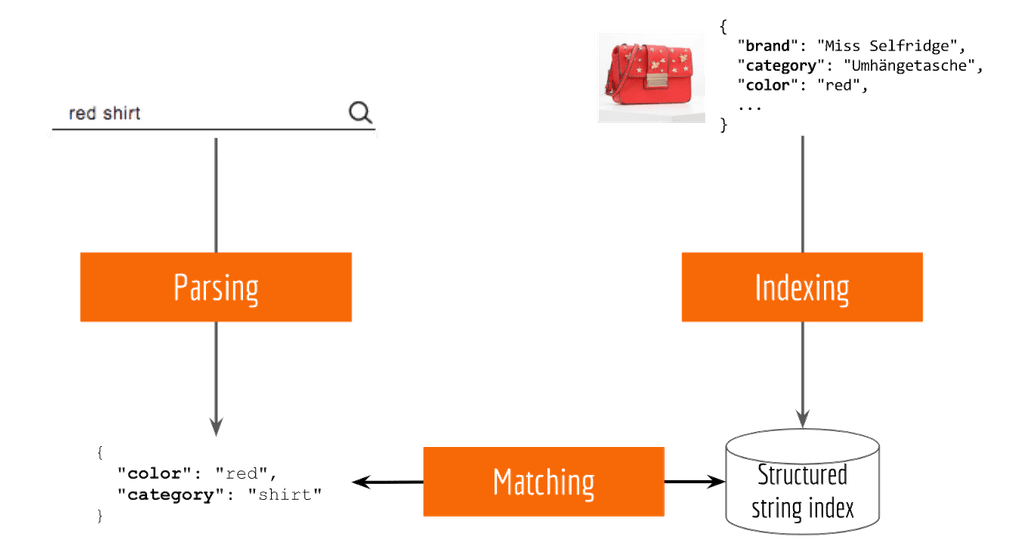 red shirt
{
"brand": "Miss Selfridge",
"category": "Umhängetasche",
"color": "red",
...
}
Parsing
Indexing
{
"color": "red",
"category": "shirt"
}
Matching
Structured
string index